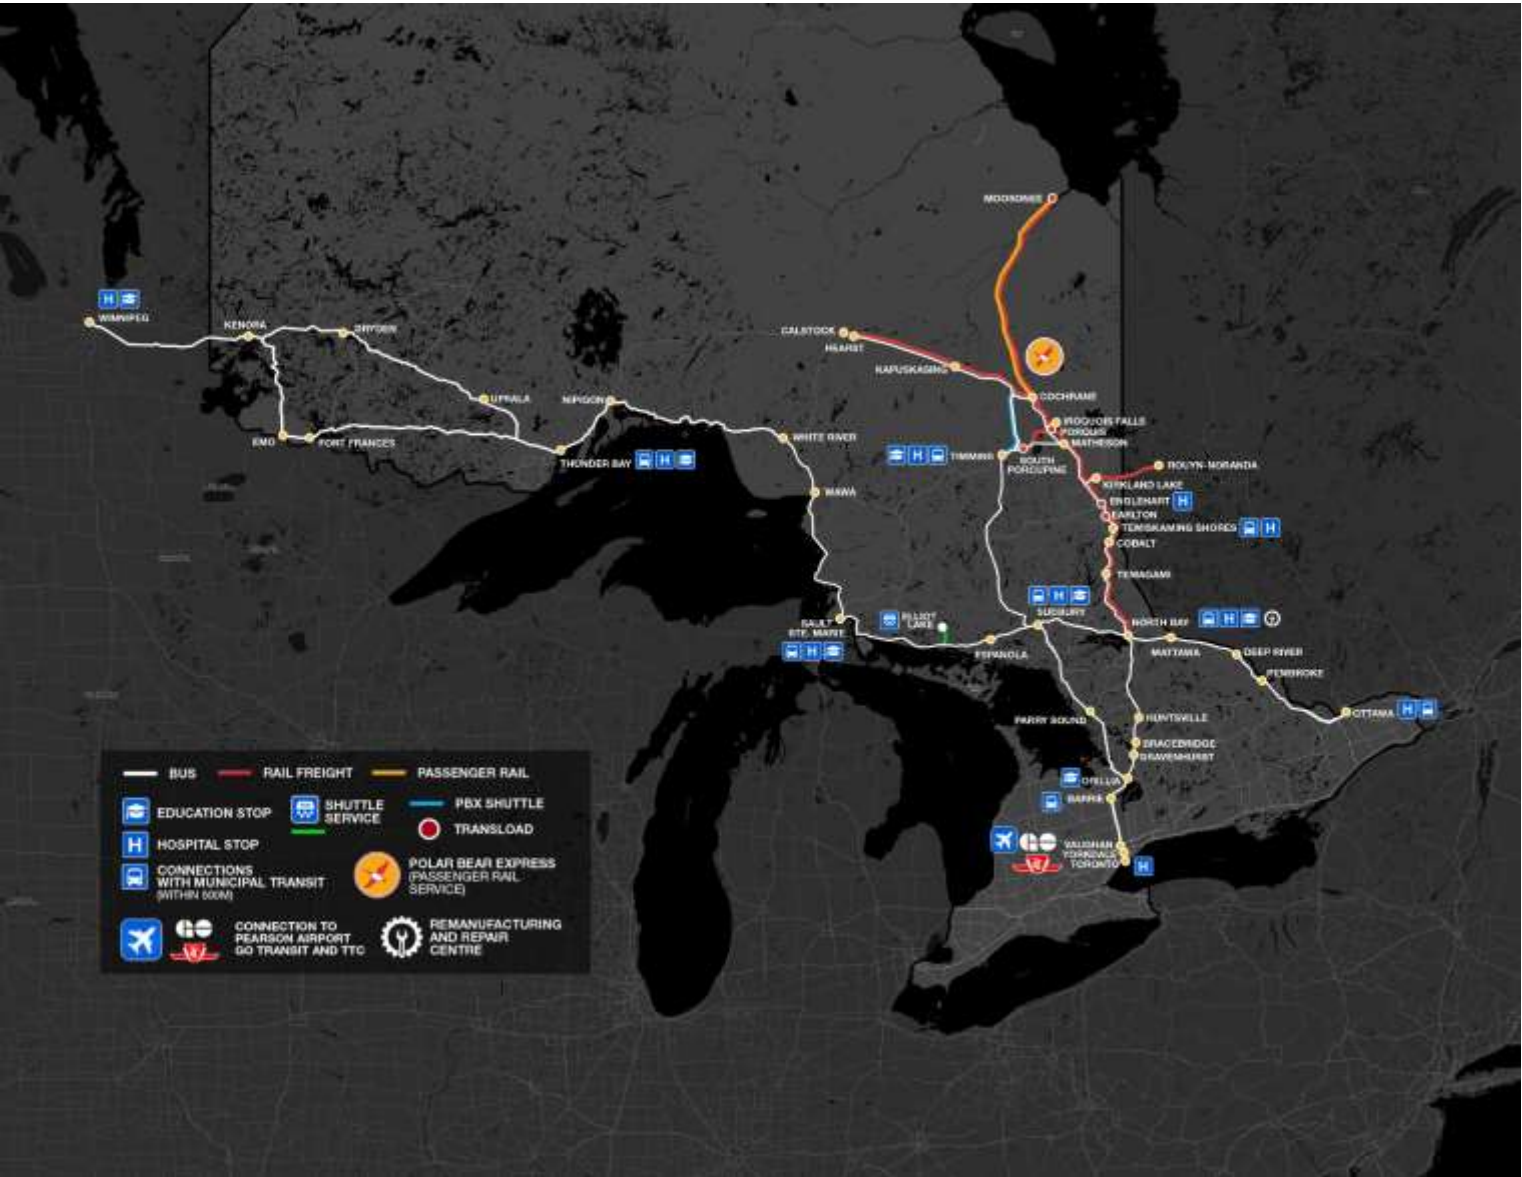 MOOSONEE
WINNIPEG
KENORA
DRYDEN
CALSTOCK
HEARST
KAPUSKASING
COCHRANE
UPSALA
NIPIGON
IROQUOIS FALLS
PORQUIS
MATHESON
EMO
FORT FRANCES
WHITE RIVER
THUNDER BAY
TIMMINS
SOUTH
PORCUPINE
ROUYN-NORANDA
KIRKLAND LAKE
WAWA
ENGLEHART
EARLTON
TEMISKAMING SHORES
COBALT
TEMAGAMI
SUDBURY
SAULT
STE. MARIE
ELLIOT
LAKE
NORTH BAY
ESPANOLA
MATTAWA
DEEP RIVER
PEMBROKE
PARRY SOUND
HUNTSVILLE
OTTAWA
BRACEBRIDGE
GRAVENHURST
ORILLIA
BARRIE
VAUGHAN
YORKDALE
TORONTO
BUS
RAIL FREIGHT
PASSENGER RAIL
EDUCATION STOP
SHUTTLE
SERVICE
PBX SHUTTLE
TRANSLOAD
H HOSPITAL STOP
CONNECTIONS
WITH MUNICIPAL TRANSIT
(WITHIN 500M)
POLAR BEAR EXPRESS
(PASSENGER RAIL
SERVICE)
GO
CONNECTION TO
PEARSON AIRPORT
GO TRANSIT AND TTC
REMANUFACTURING
AND REPAIR
CENTRE